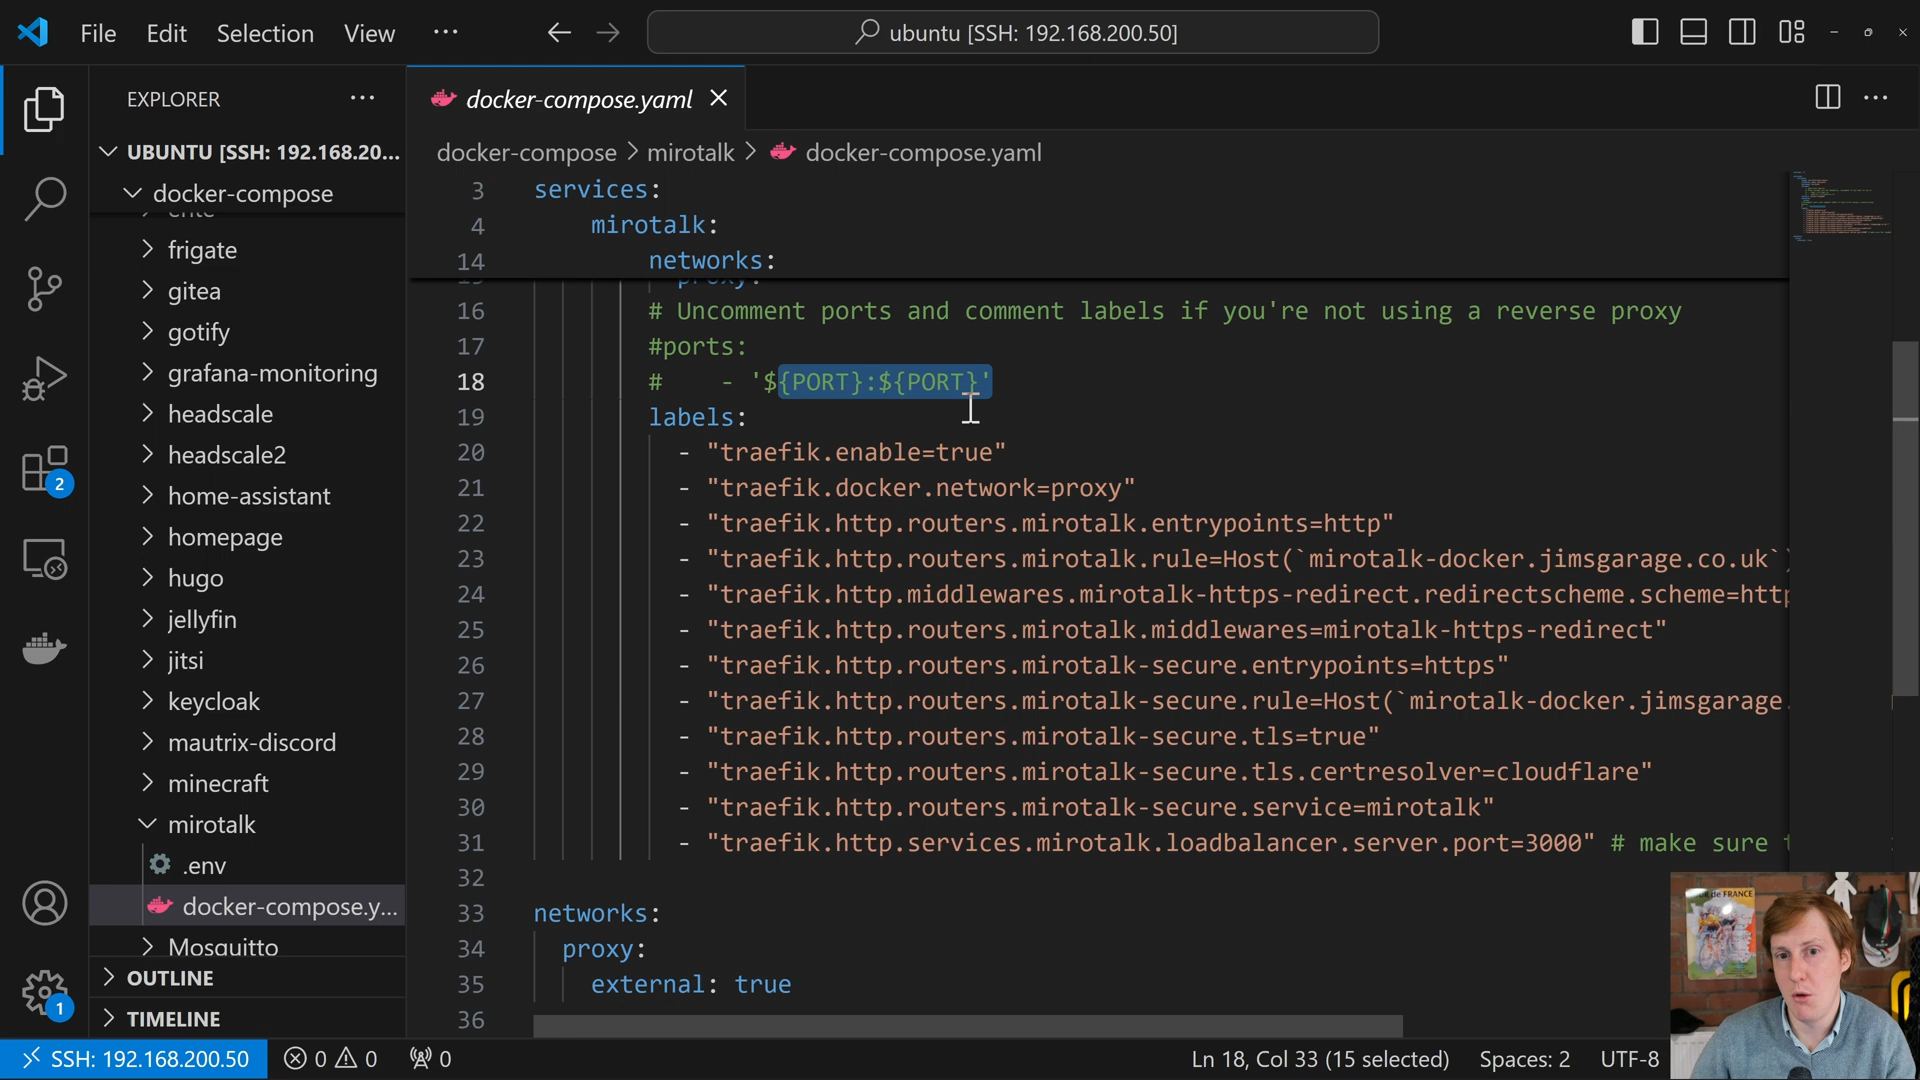 File Edit Selection View ··· ubuntu [SSH: 192.168.200.50]
EXPLORER ···
docker-compose.yaml ···
UBUNTU [SSH: 192.168.20...
docker-compose > mirotalk > docker-compose.yaml
docker-compose
frigate
gitea
gotify
grafana-monitoring
headscale
headscale2
home-assistant
homepage
hugo
jellyfin
jitsi
keycloak
mautrix-discord
minecraft
mirotalk
.env
docker-compose.y...
Mosquitto
OUTLINE
TIMELINE
2
1
3 services:
4 mirotalk:
14 networks:
15 proxy:
16 # Uncomment ports and comment labels if you're not using a reverse proxy
17 #ports:
18 # - '${PORT}:${PORT}'
19 labels:
20 - "traefik.enable=true"
21 - "traefik.docker.network=proxy"
22 - "traefik.http.routers.mirotalk.entrypoints=http"
23 - "traefik.http.routers.mirotalk.rule=Host(`mirotalk-docker.jimsgarage.co.uk`)
24 - "traefik.http.middlewares.mirotalk-https-redirect.redirectscheme.scheme=http
25 - "traefik.http.routers.mirotalk.middlewares=mirotalk-https-redirect"
26 - "traefik.http.routers.mirotalk-secure.entrypoints=https"
27 - "traefik.http.routers.mirotalk-secure.rule=Host(`mirotalk-docker.jimsgarage.
28 - "traefik.http.routers.mirotalk-secure.tls=true"
29 - "traefik.http.routers.mirotalk-secure.tls.certresolver=cloudflare"
30 - "traefik.http.routers.mirotalk-secure.service=mirotalk"
31 - "traefik.http.services.mirotalk.loadbalancer.server.port=3000" # make sure
32
33 networks:
34 proxy:
35 external: true
36
TOUR de FRANCE
SSH: 192.168.200.50 0 0 0 Ln 18, Col 33 (15 selected) Spaces: 2 UTF-8